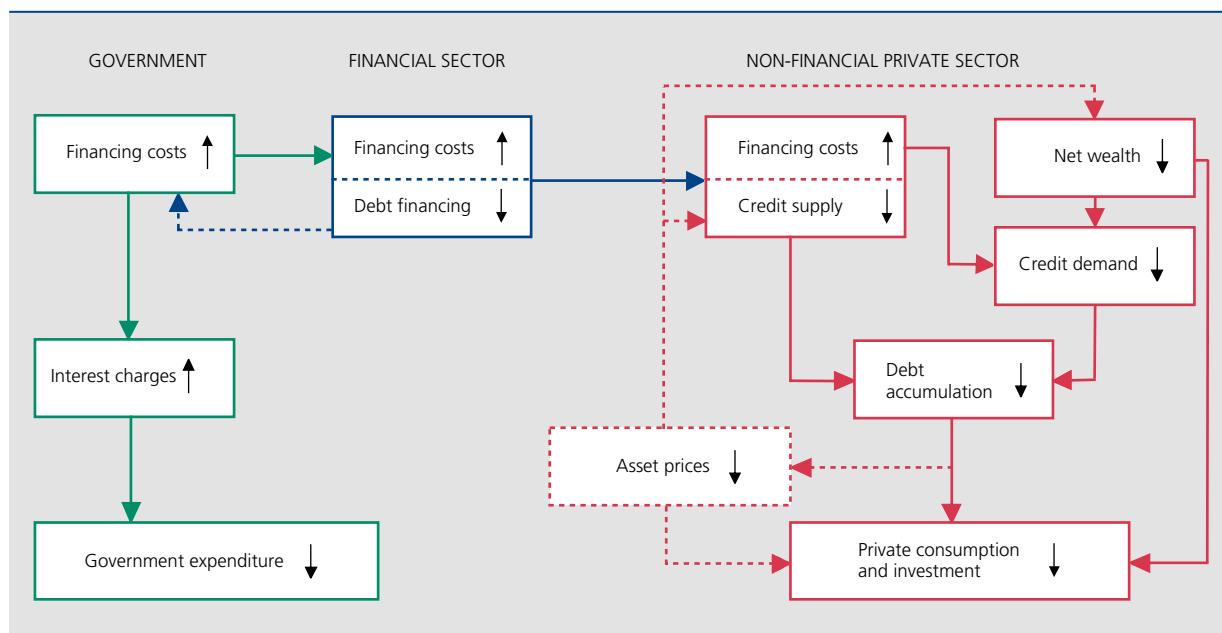 GOVERNMENT
FINANCIAL SECTOR
NON-FINANCIAL PRIVATE SECTOR
Financing costs
Financing costs
Debt financing
Financing costs
Credit supply
Net wealth
Credit demand
Interest charges
Debt
accumulation
Asset prices
Government expenditure
Private consumption
and investment